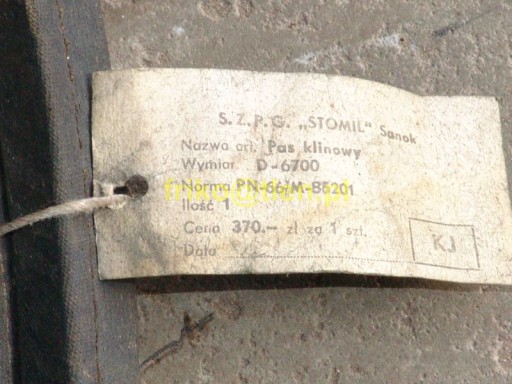 S.Z.P.G. „STOMIL" Sanok
Nazwa art. Pas klinowy
Wymiar D-6700
Norma PN-66/M-85201
Ilość 1
Cena 370.- zł za 1 szt.
Data
KJ